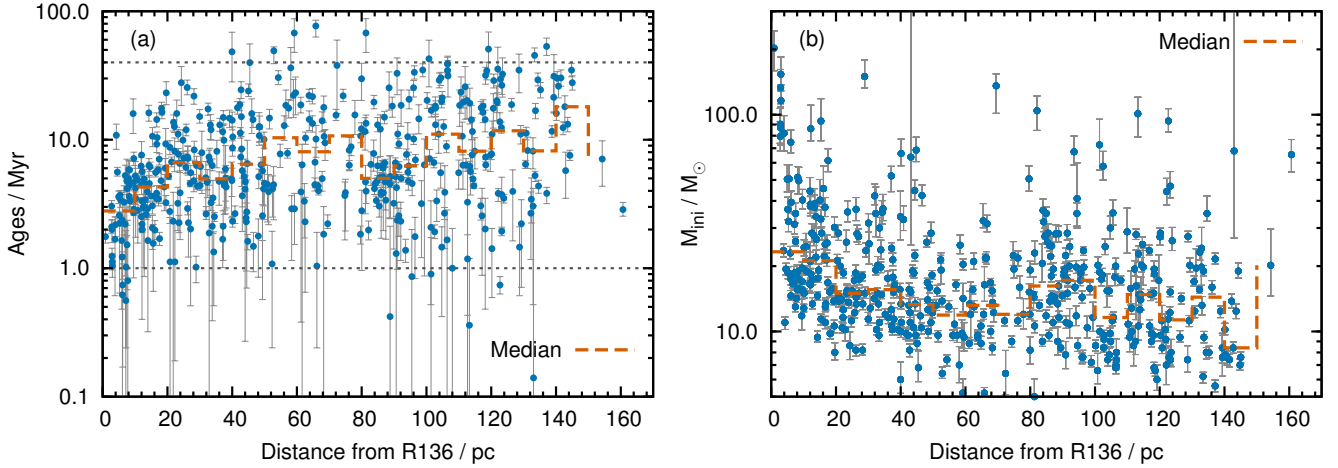 (a)
100.0
10.0
1.0
0.1
Ages / Myr
Median
0 20 40 60 80 100 120 140 160
Distance from R136 / pc
(b)
Median
100.0
10.0
M_ini / M_☉
0 20 40 60 80 100 120 140 160
Distance from R136 / pc